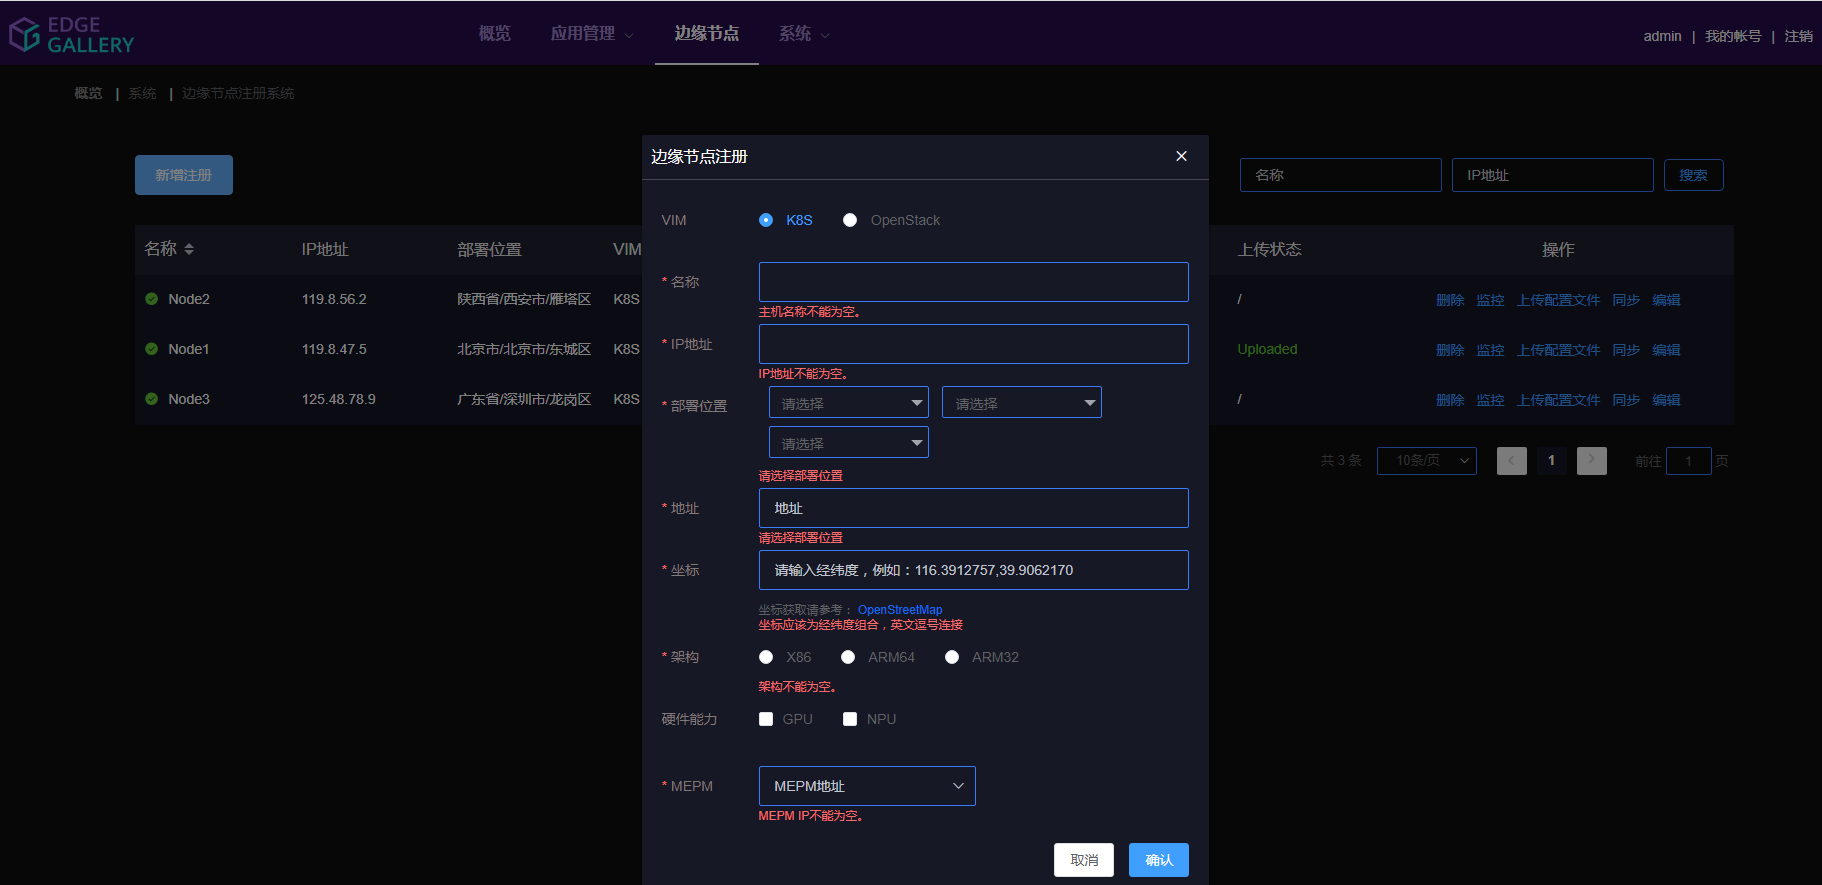 EDGE
GALLERY
概览 应用管理 边缘节点 系统
admin | 我的帐号 | 注销
概览 | 系统 | 边缘节点注册系统
新增注册
名称 IP地址 搜索
名称 IP地址 部署位置 VIM 上传状态 操作
Node2 119.8.56.2 陕西省/西安市/雁塔区 K8S / 删除 监控 上传配置文件 同步 编辑
Node1 119.8.47.5 北京市/北京市/东城区 K8S Uploaded 删除 监控 上传配置文件 同步 编辑
Node3 125.48.78.9 广东省/深圳市/龙岗区 K8S / 删除 监控 上传配置文件 同步 编辑
共 3 条 10条/页 1 前往 1 页
边缘节点注册
VIM K8S OpenStack
* 名称
主机名称不能为空。
* IP地址
IP地址不能为空。
* 部署位置 请选择 请选择
请选择
请选择部署位置
* 地址 地址
请选择部署位置
* 坐标 请输入经纬度，例如：116.3912757,39.9062170
坐标获取请参考： OpenStreetMap
坐标应该为经纬度组合，英文逗号连接
* 架构 X86 ARM64 ARM32
架构不能为空。
硬件能力 GPU NPU
* MEPM MEPM地址
MEPM IP不能为空。
取消 确认